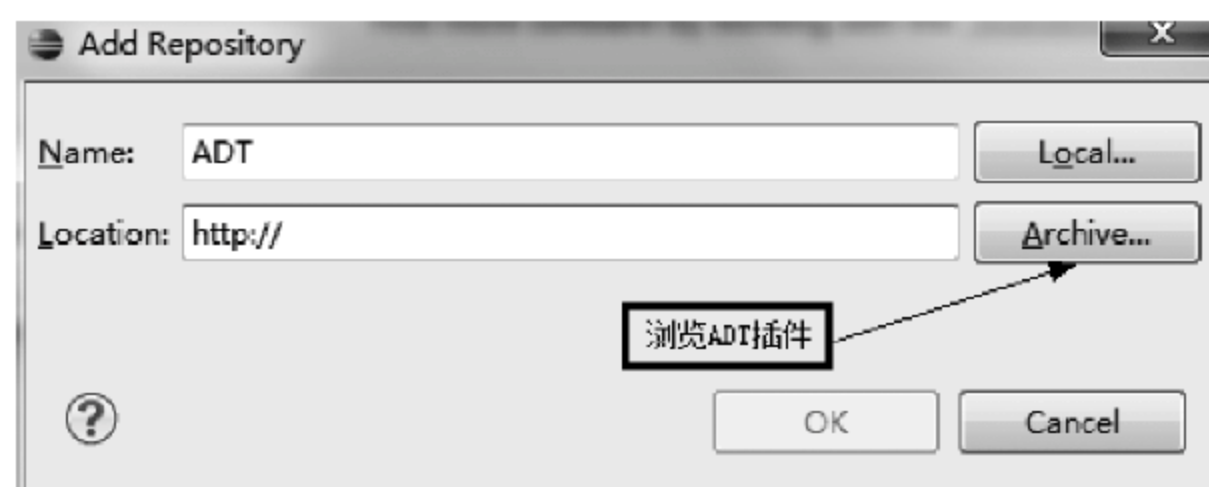 Add Repository
Name: ADT Local...
Location: http:// Archive...
浏览ADT插件
OK Cancel